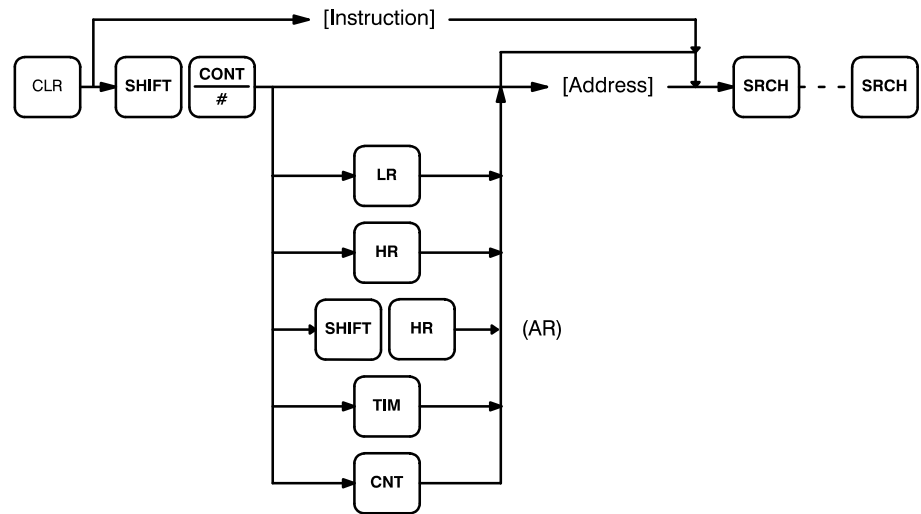 [Instruction]
CLR SHIFT CONT # [Address] SRCH SRCH
LR
HR
SHIFT HR (AR)
TIM
CNT